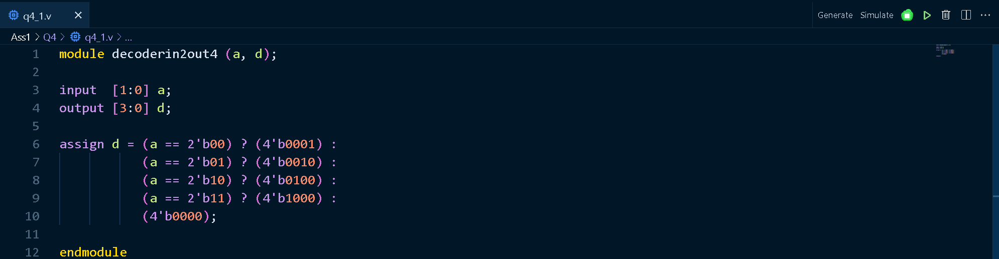 q4_1.v ×
Generate Simulate ...
Ass1 > Q4 > q4_1.v > ...
1 module decoderin2out4 (a, d);
2
3 input  [1:0] a;
4 output [3:0] d;
5
6 assign d = (a == 2'b00) ? (4'b0001) :
7            (a == 2'b01) ? (4'b0010) :
8            (a == 2'b10) ? (4'b0100) :
9            (a == 2'b11) ? (4'b1000) :
10            (4'b0000);
11
12 endmodule